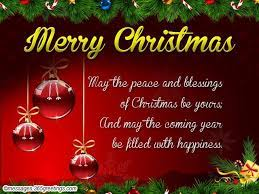 Merry Christmas
May the peace and blessings
of Christmas be yours;
And may the coming year
be filled with happiness.
©messages.365greetings.com